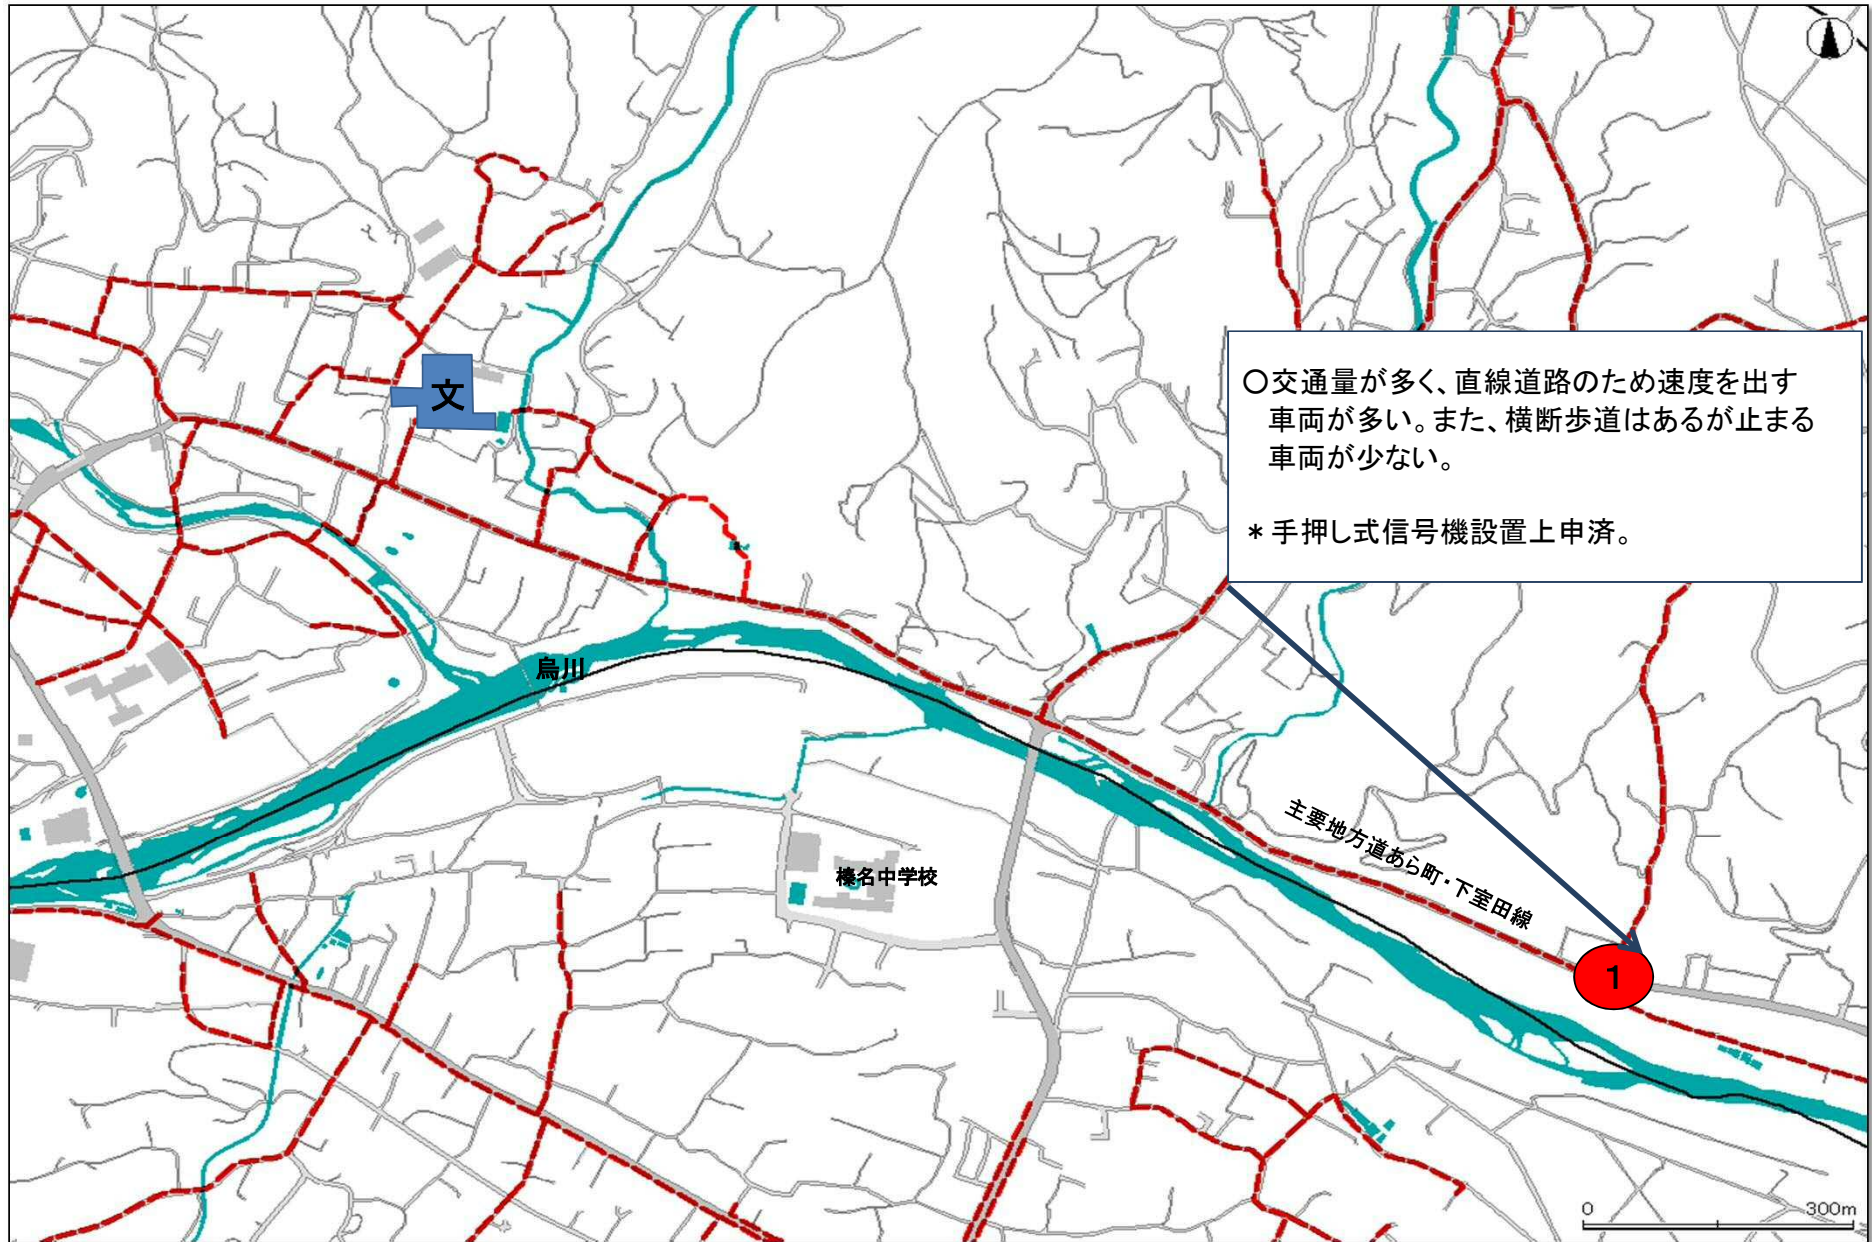 文
○交通量が多く、直線道路のため速度を出す
車両が多い。また、横断歩道はあるが止まる
車両が少ない。
＊手押し式信号機設置上申済。
烏川
主要地方道あら町・下室田線
榛名中学校
1
0 300m